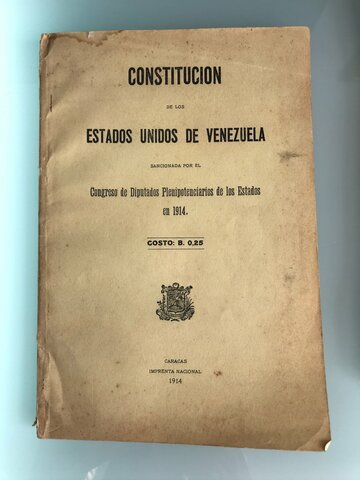 CONSTITUCION
DE LOS
ESTADOS UNIDOS DE VENEZUELA
SANCIONADA POR EL
Congreso de Diputados Plenipotenciarios de los Estados
en 1914.
COSTO: B. 0,25
CARACAS
IMPRENTA NACIONAL
1914